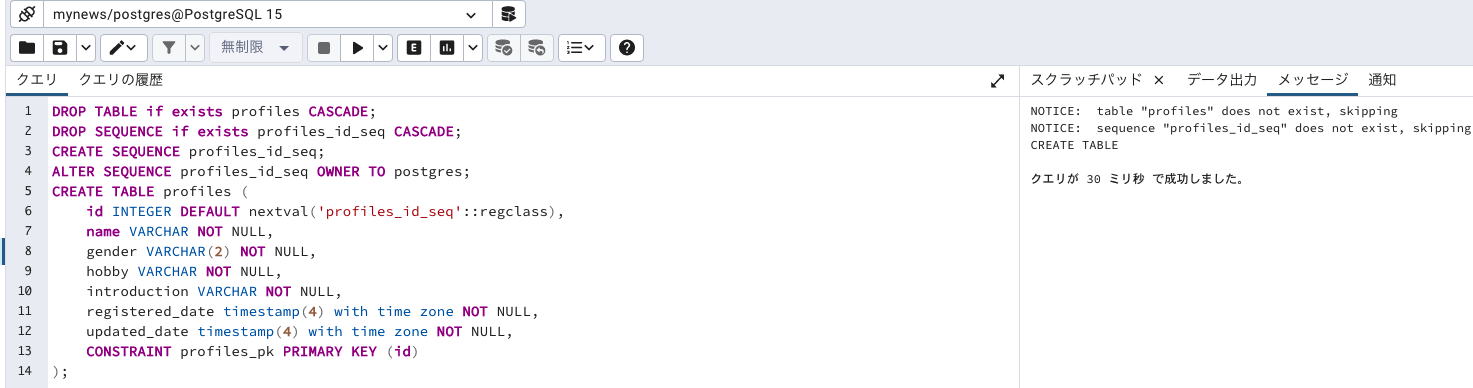 mynews/postgres@PostgreSQL 15
無制限
E
クエリ クエリの履歴
1 DROP TABLE if exists profiles CASCADE;
2 DROP SEQUENCE if exists profiles_id_seq CASCADE;
3 CREATE SEQUENCE profiles_id_seq;
4 ALTER SEQUENCE profiles_id_seq OWNER TO postgres;
5 CREATE TABLE profiles (
6 id INTEGER DEFAULT nextval('profiles_id_seq'::regclass),
7 name VARCHAR NOT NULL,
8 gender VARCHAR(2) NOT NULL,
9 hobby VARCHAR NOT NULL,
10 introduction VARCHAR NOT NULL,
11 registered_date timestamp(4) with time zone NOT NULL,
12 updated_date timestamp(4) with time zone NOT NULL,
13 CONSTRAINT profiles_pk PRIMARY KEY (id)
14 );
スクラッチパッド × データ出力 メッセージ 通知
NOTICE:  table "profiles" does not exist, skipping
NOTICE:  sequence "profiles_id_seq" does not exist, skipping
CREATE TABLE
クエリが 30 ミリ秒 で成功しました。